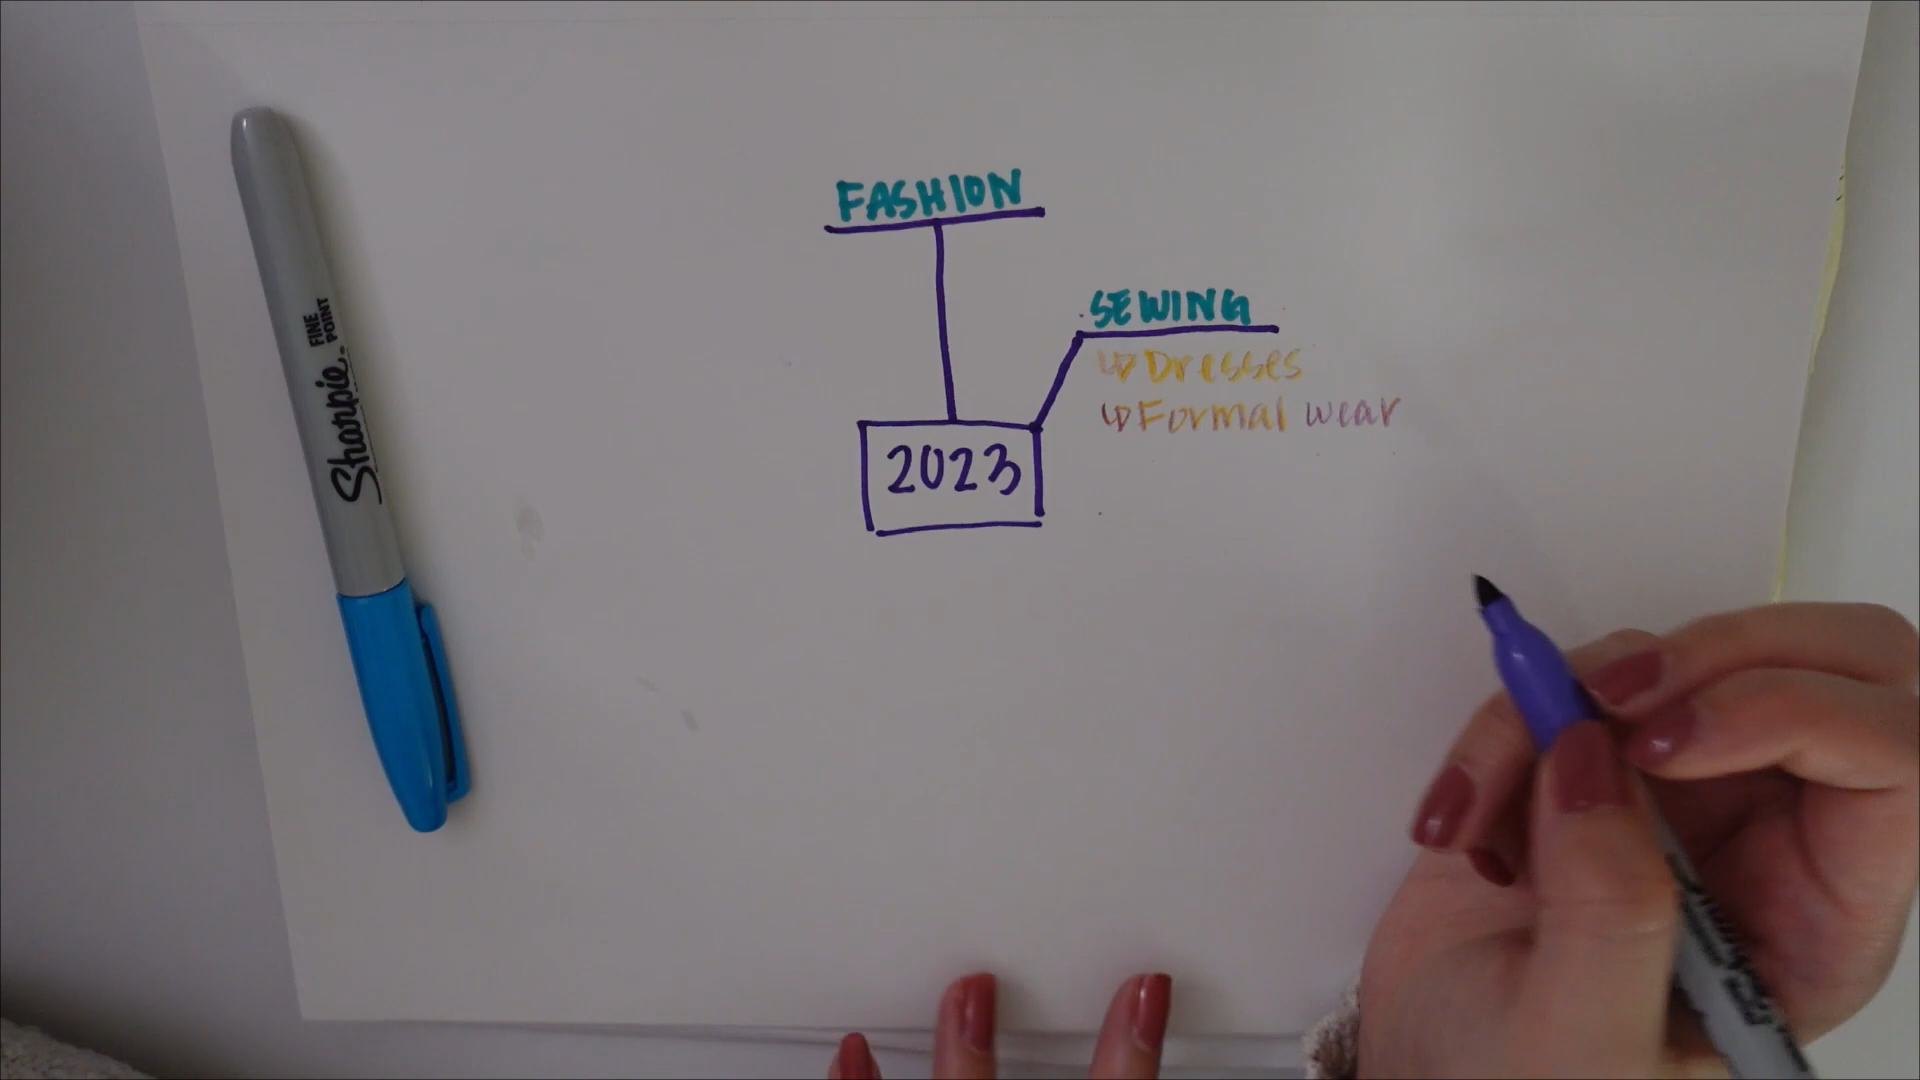 FASHION
SEWING
↳Dresses
↳Formal wear
2023
Sharpie.
FINE
POINT